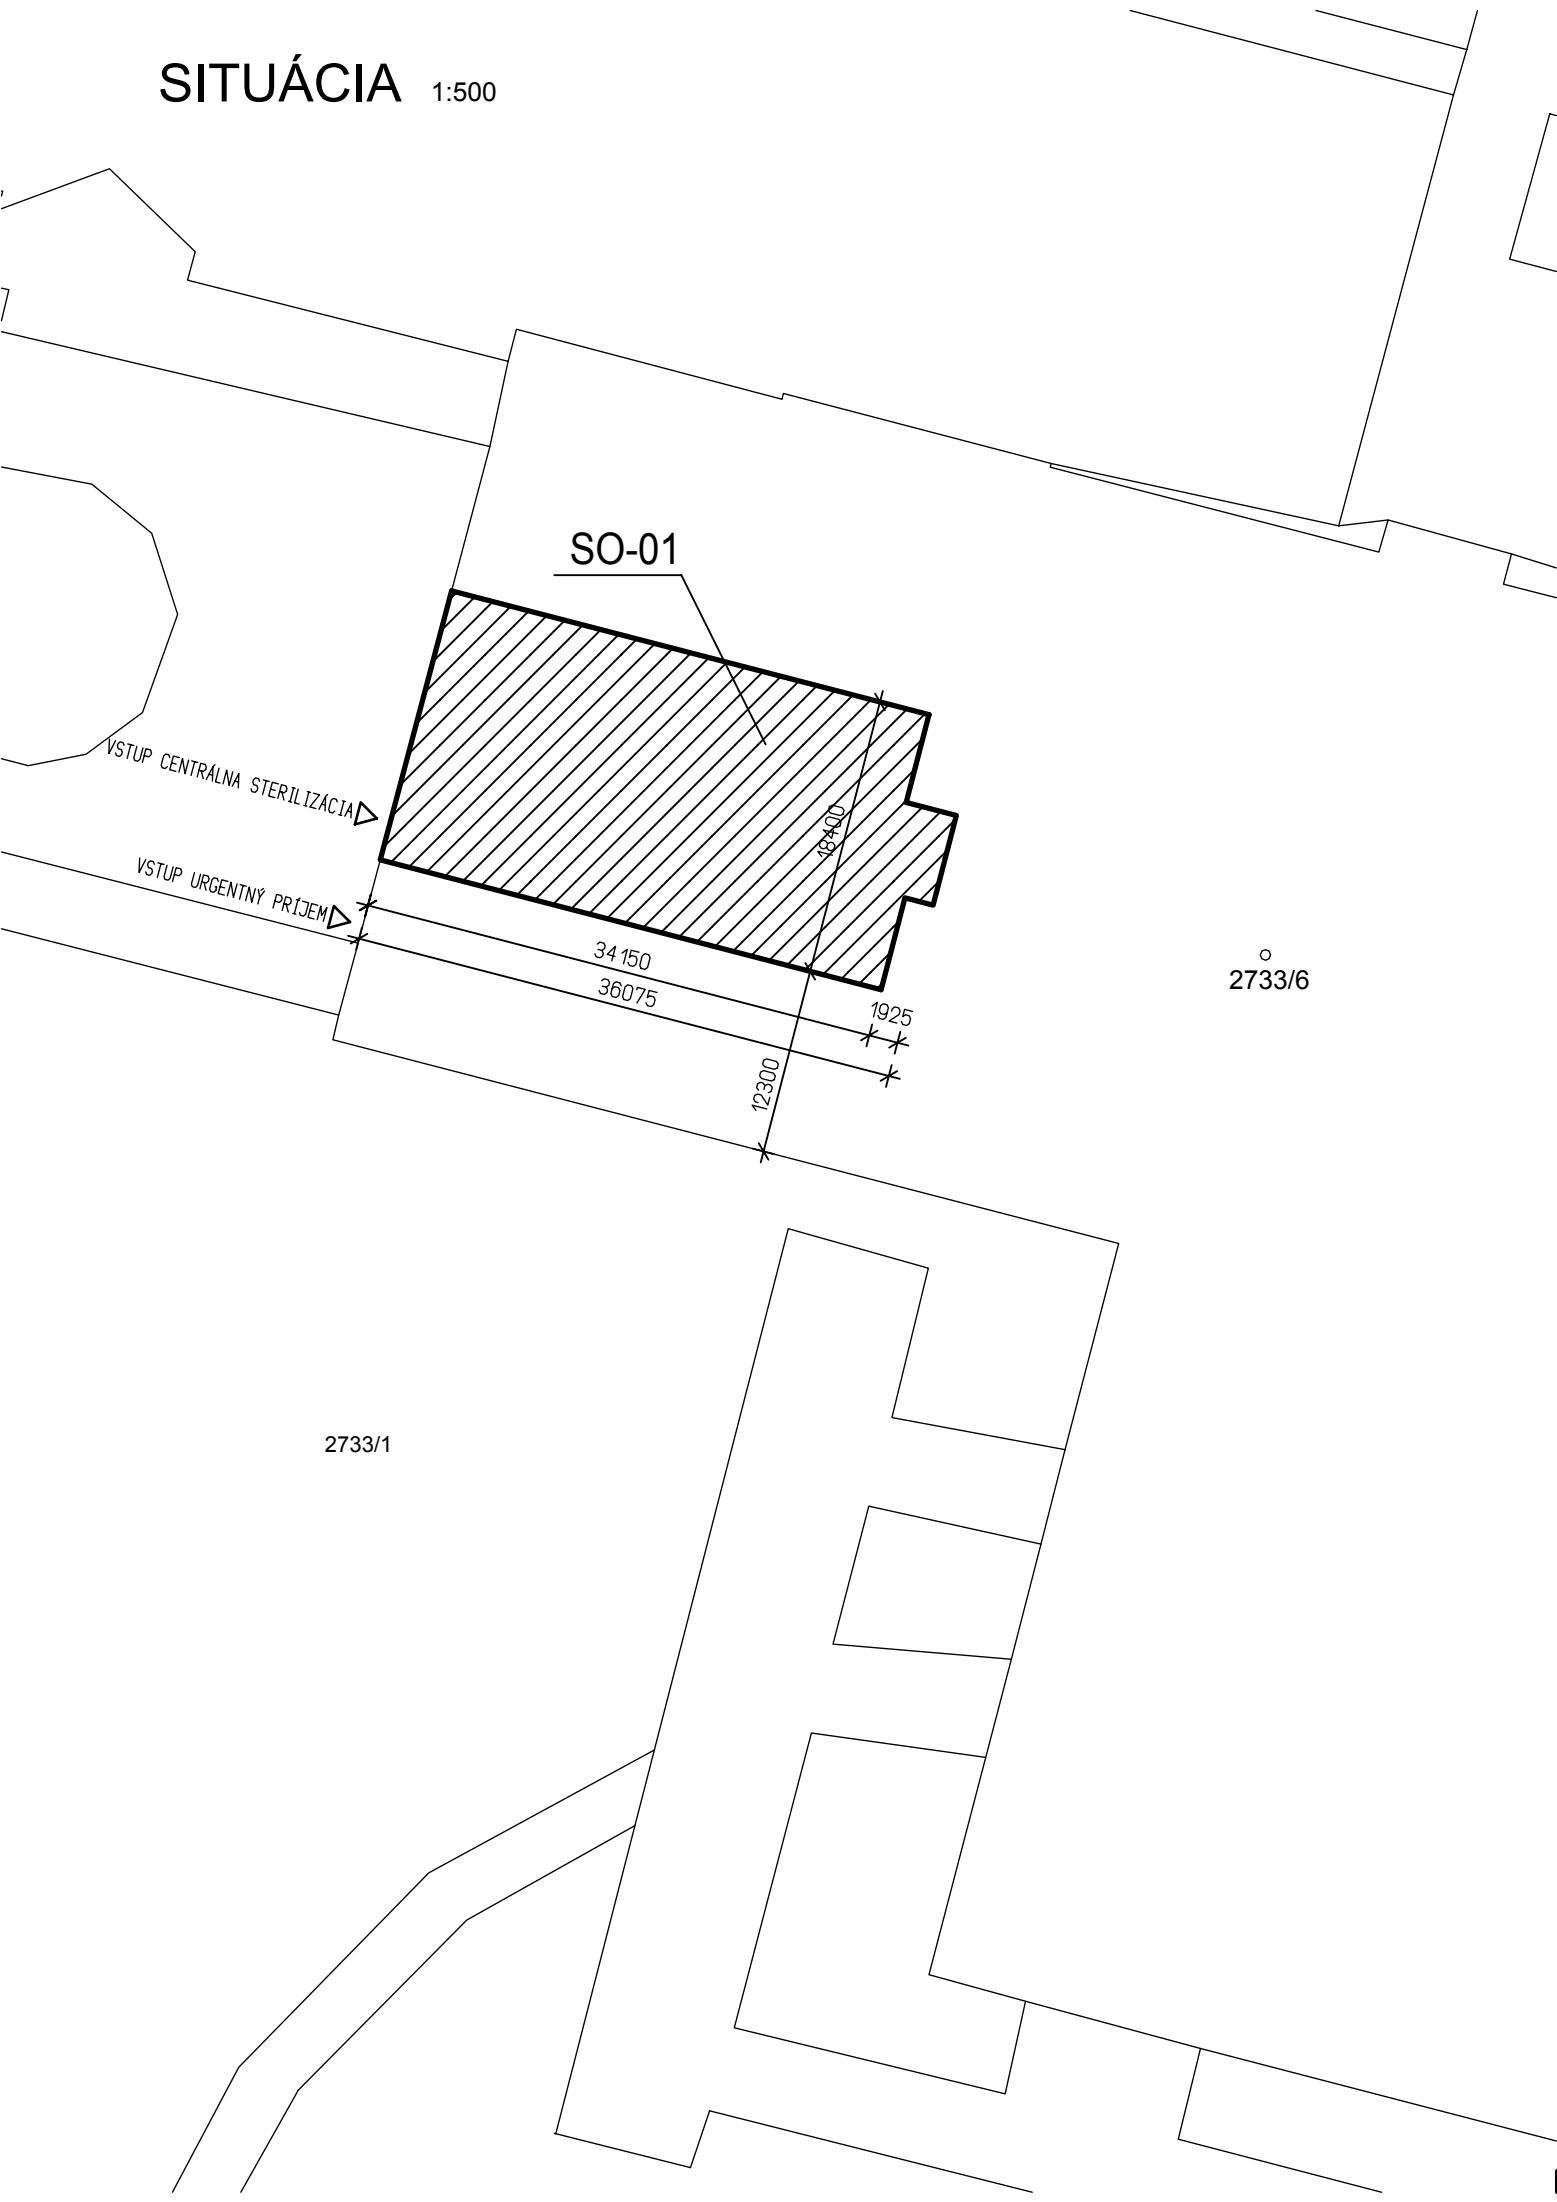 SITUÁCIA 1:500
SO-01
VSTUP CENTRÁLNA STERILIZÁCIA
18400
VSTUP URGENTNÝ PRÍJEM
34150
36075
1925
12300
2733/6
2733/1